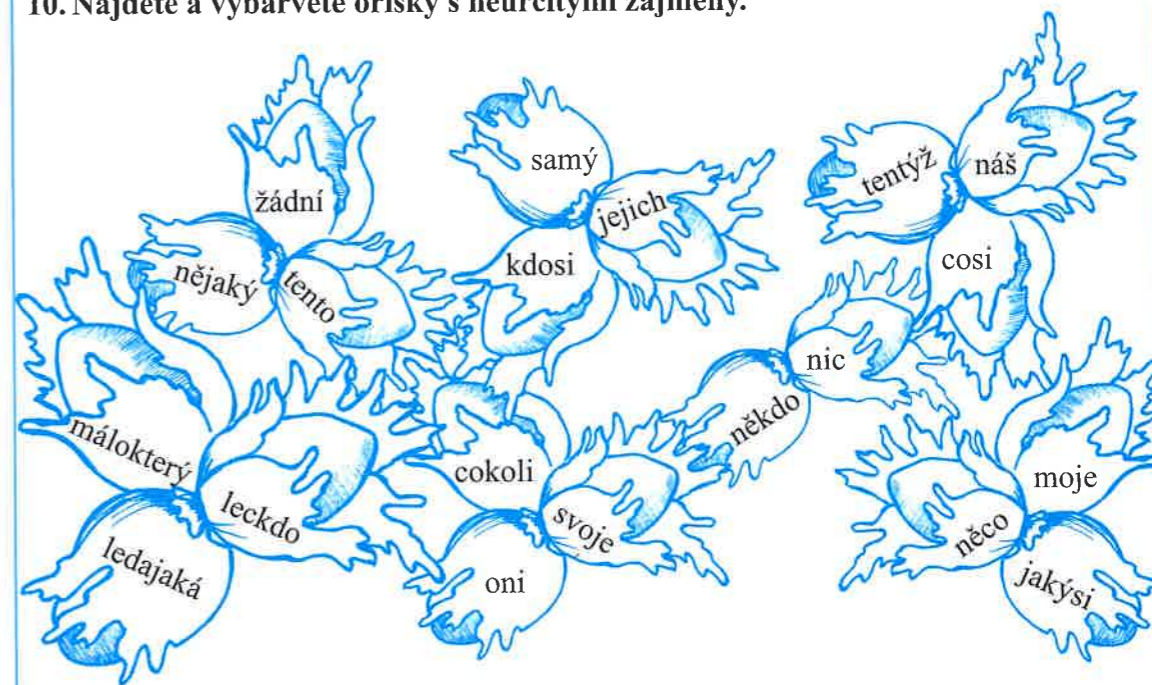 10. Najděte a vybarvěte oříšky s neurčitými zájmeny.
žádní
nějaký
tento
samý
jejich
kdosi
tentýž
náš
cosi
nic
někdo
málokterý
leckdo
ledajaká
cokoli
svoje
oni
moje
něco
jakýsi